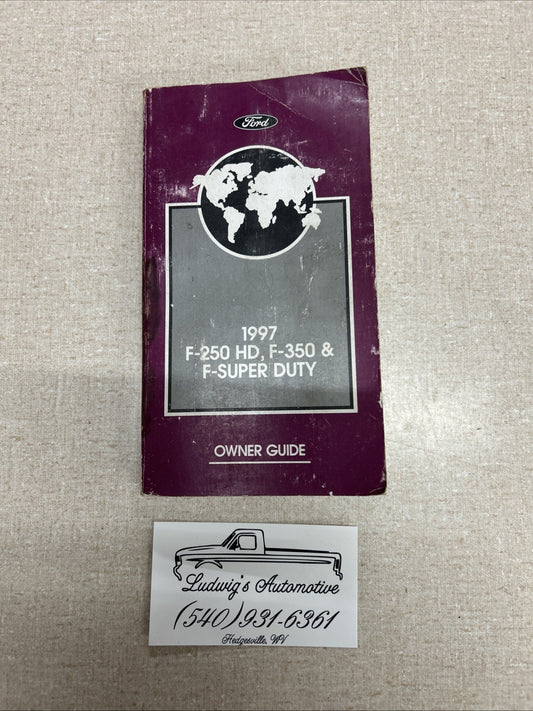 Ford
1997
F-250 HD, F-350 &
F-SUPER DUTY
OWNER GUIDE
Ludwig's Automotive
(540)931-6361
Hedgesville, WV